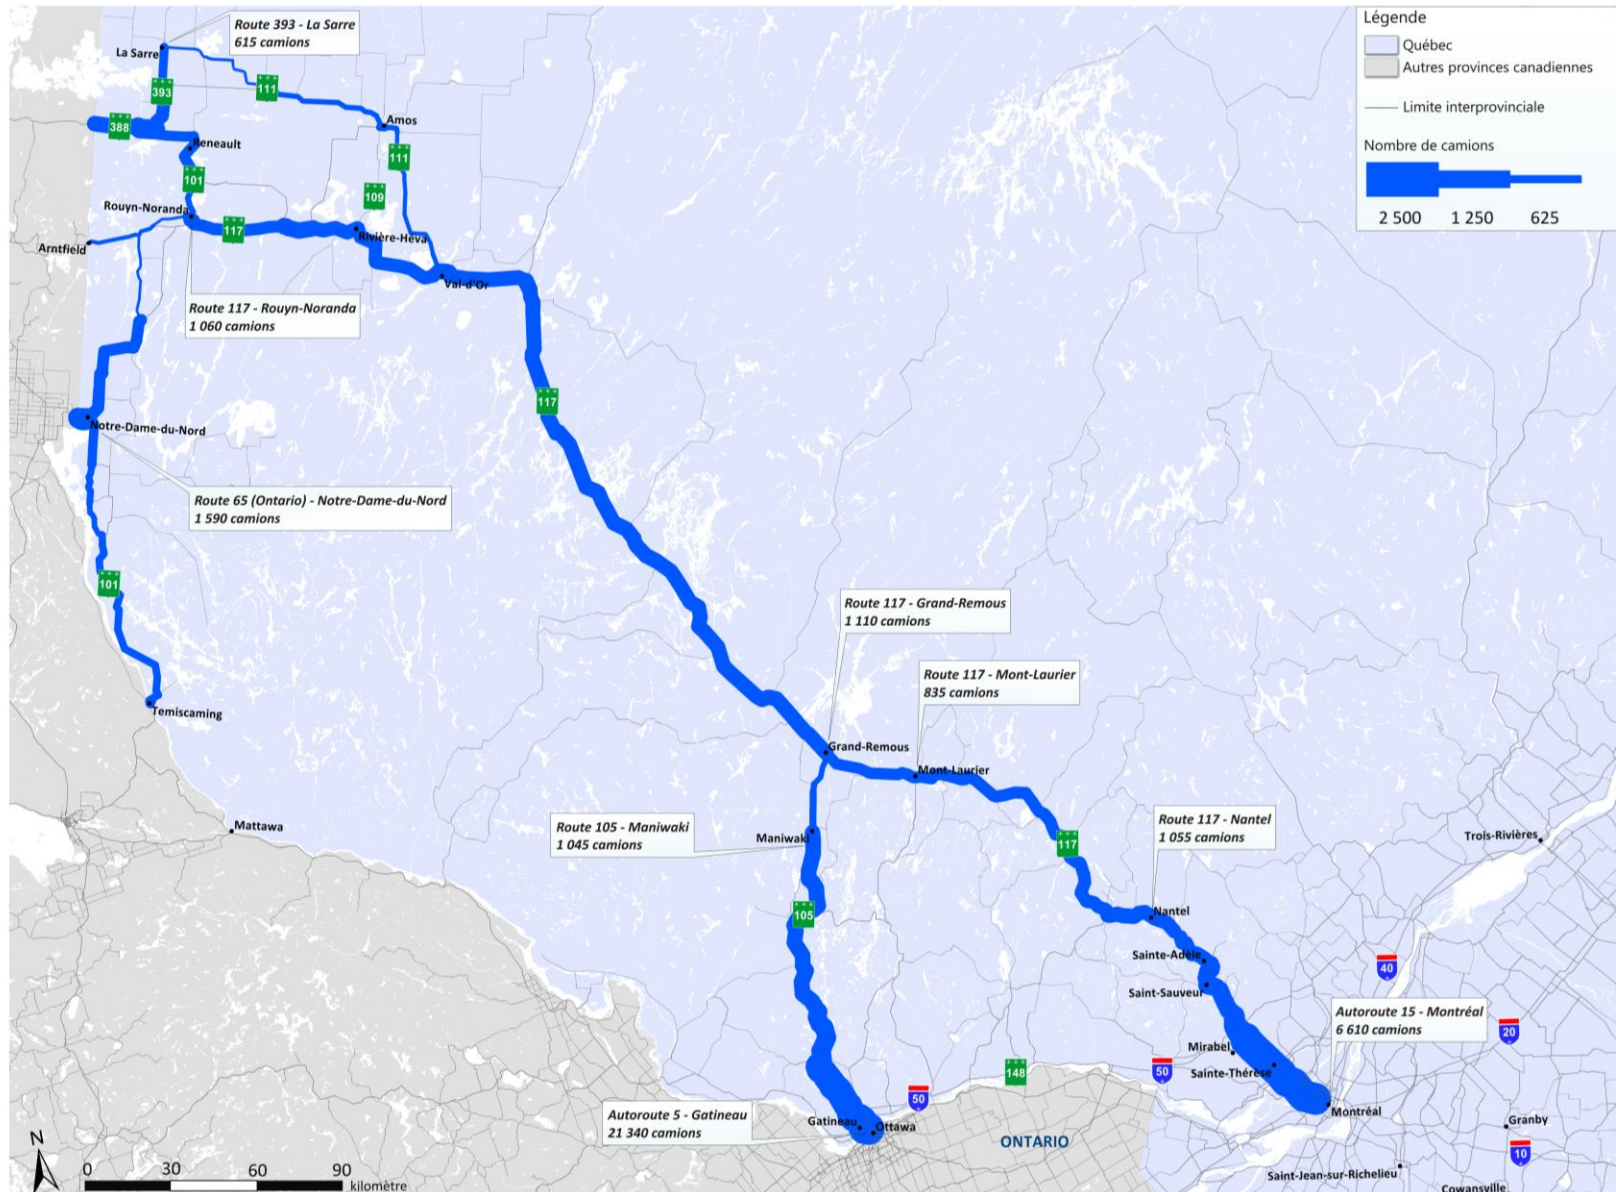 Route 393 - La Sarre
615 camions
La Sarre
393
111
388
Amos
Reneault
111
101
109
Rouyn-Noranda
117
Rivière-Héva
Arntfield
Val-d'Or
Route 117 - Rouyn-Noranda
1 060 camions
117
Notre-Dame-du-Nord
Route 65 (Ontario) - Notre-Dame-du-Nord
1 590 camions
101
Temiscaming
Mattawa
Route 117 - Grand-Remous
1 110 camions
Route 117 - Mont-Laurier
835 camions
Grand-Remous
Mont-Laurier
Route 105 - Maniwaki
1 045 camions
Maniwaki
117
Route 117 - Nantel
1 055 camions
Trois-Rivières
105
Nantel
Sainte-Adèle
Saint-Sauveur
40
Autoroute 15 - Montréal
6 610 camions
20
Mirabel
Sainte-Thérèse
50
148
50
Montréal
Autoroute 5 - Gatineau
21 340 camions
Gatineau
Ottawa
ONTARIO
Granby
10
Saint-Jean-sur-Richelieu
Cowansville
N
0 30 60 90
kilomètre
Légende
Québec
Autres provinces canadiennes
Limite interprovinciale
Nombre de camions
2 500 1 250 625